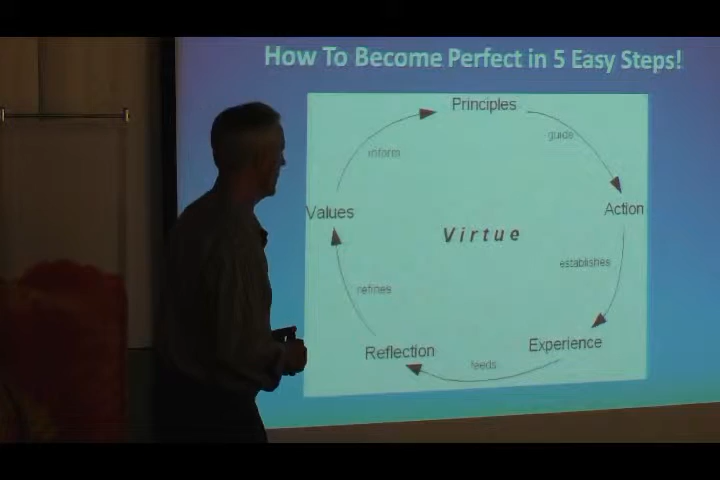 How To Become Perfect in 5 Easy Steps!
Principles
guide
inform
Values
Action
Virtue
establishes
refines
Experience
Reflection
feeds